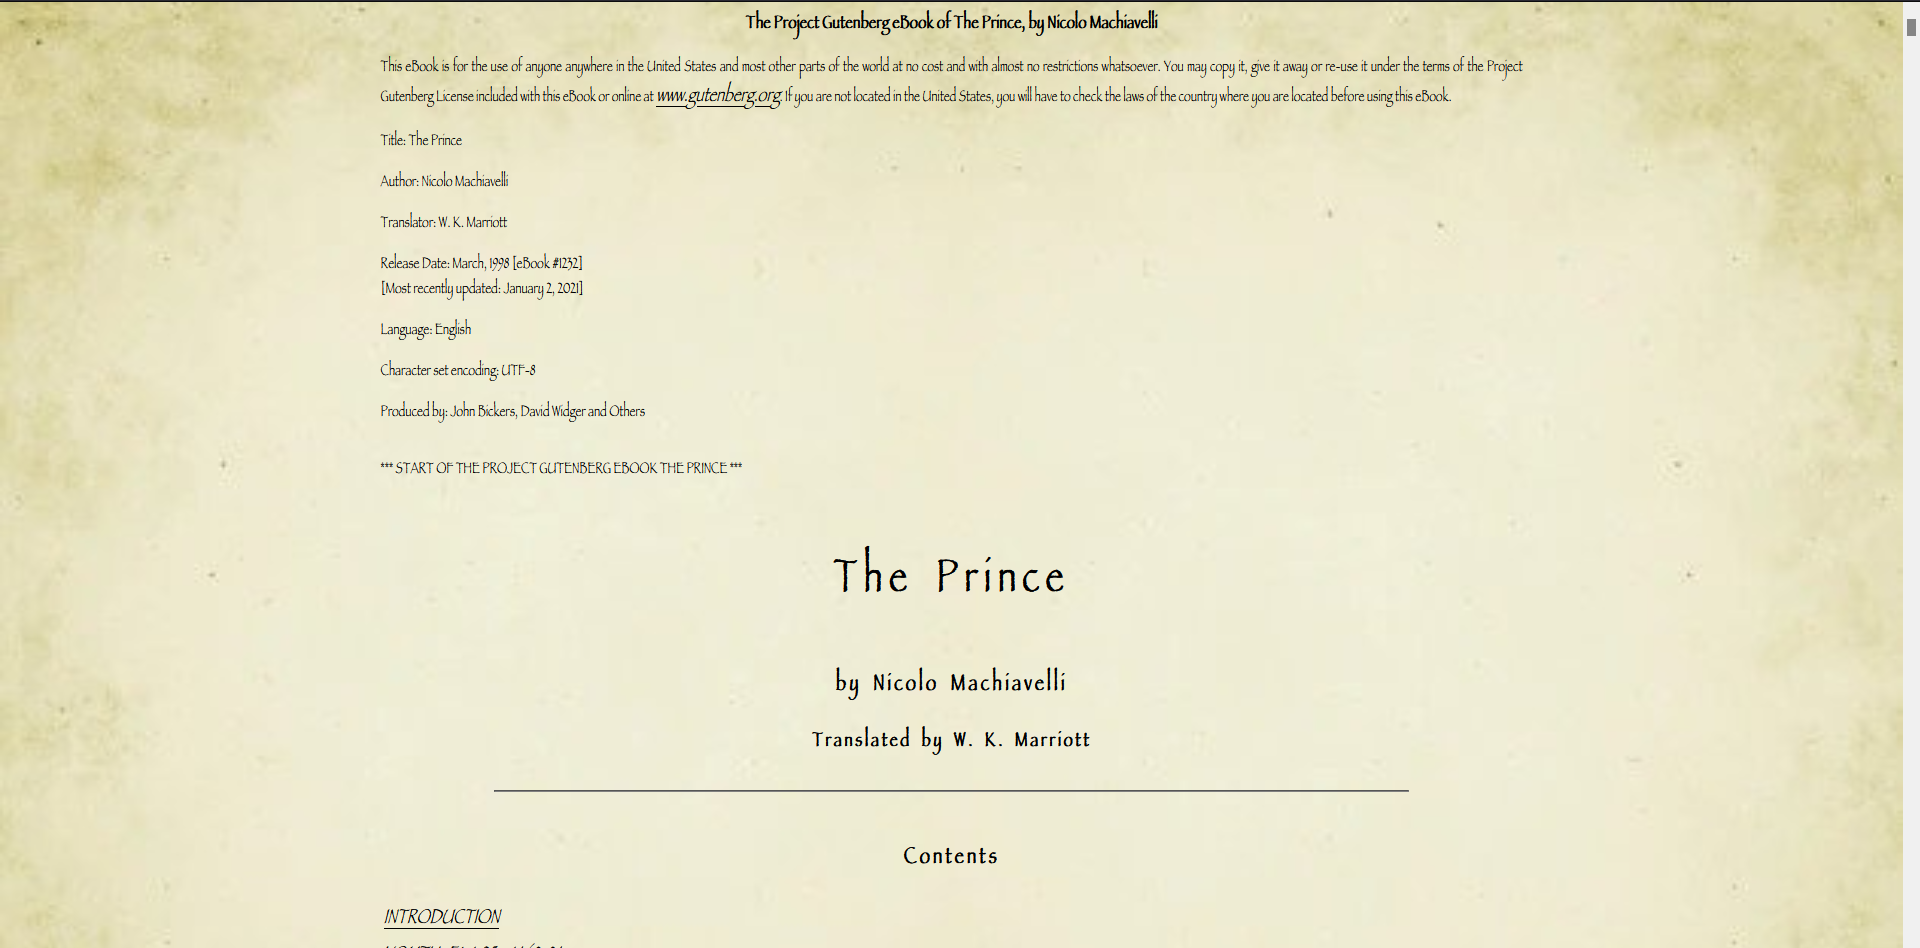 The Project Gutenberg eBook of The Prince, by Nicolo Machiavelli
This eBook is for the use of anyone anywhere in the United States and most other parts of the world at no cost and with almost no restrictions whatsoever. You may copy it, give it away or re-use it under the terms of the Project
Gutenberg License included with this eBook or online at www.gutenberg.org. If you are not located in the United States, you will have to check the laws of the country where you are located before using this eBook.
Title: The Prince
Author: Nicolo Machiavelli
Translator: W. K. Marriott
Release Date: March, 1998 [eBook #1232]
[Most recently updated: January 2, 2021]
Language: English
Character set encoding: UTF-8
Produced by: John Bickers, David Widger and Others
*** START OF THE PROJECT GUTENBERG EBOOK THE PRINCE ***
The Prince
by Nicolo Machiavelli
Translated by W. K. Marriott
Contents
INTRODUCTION